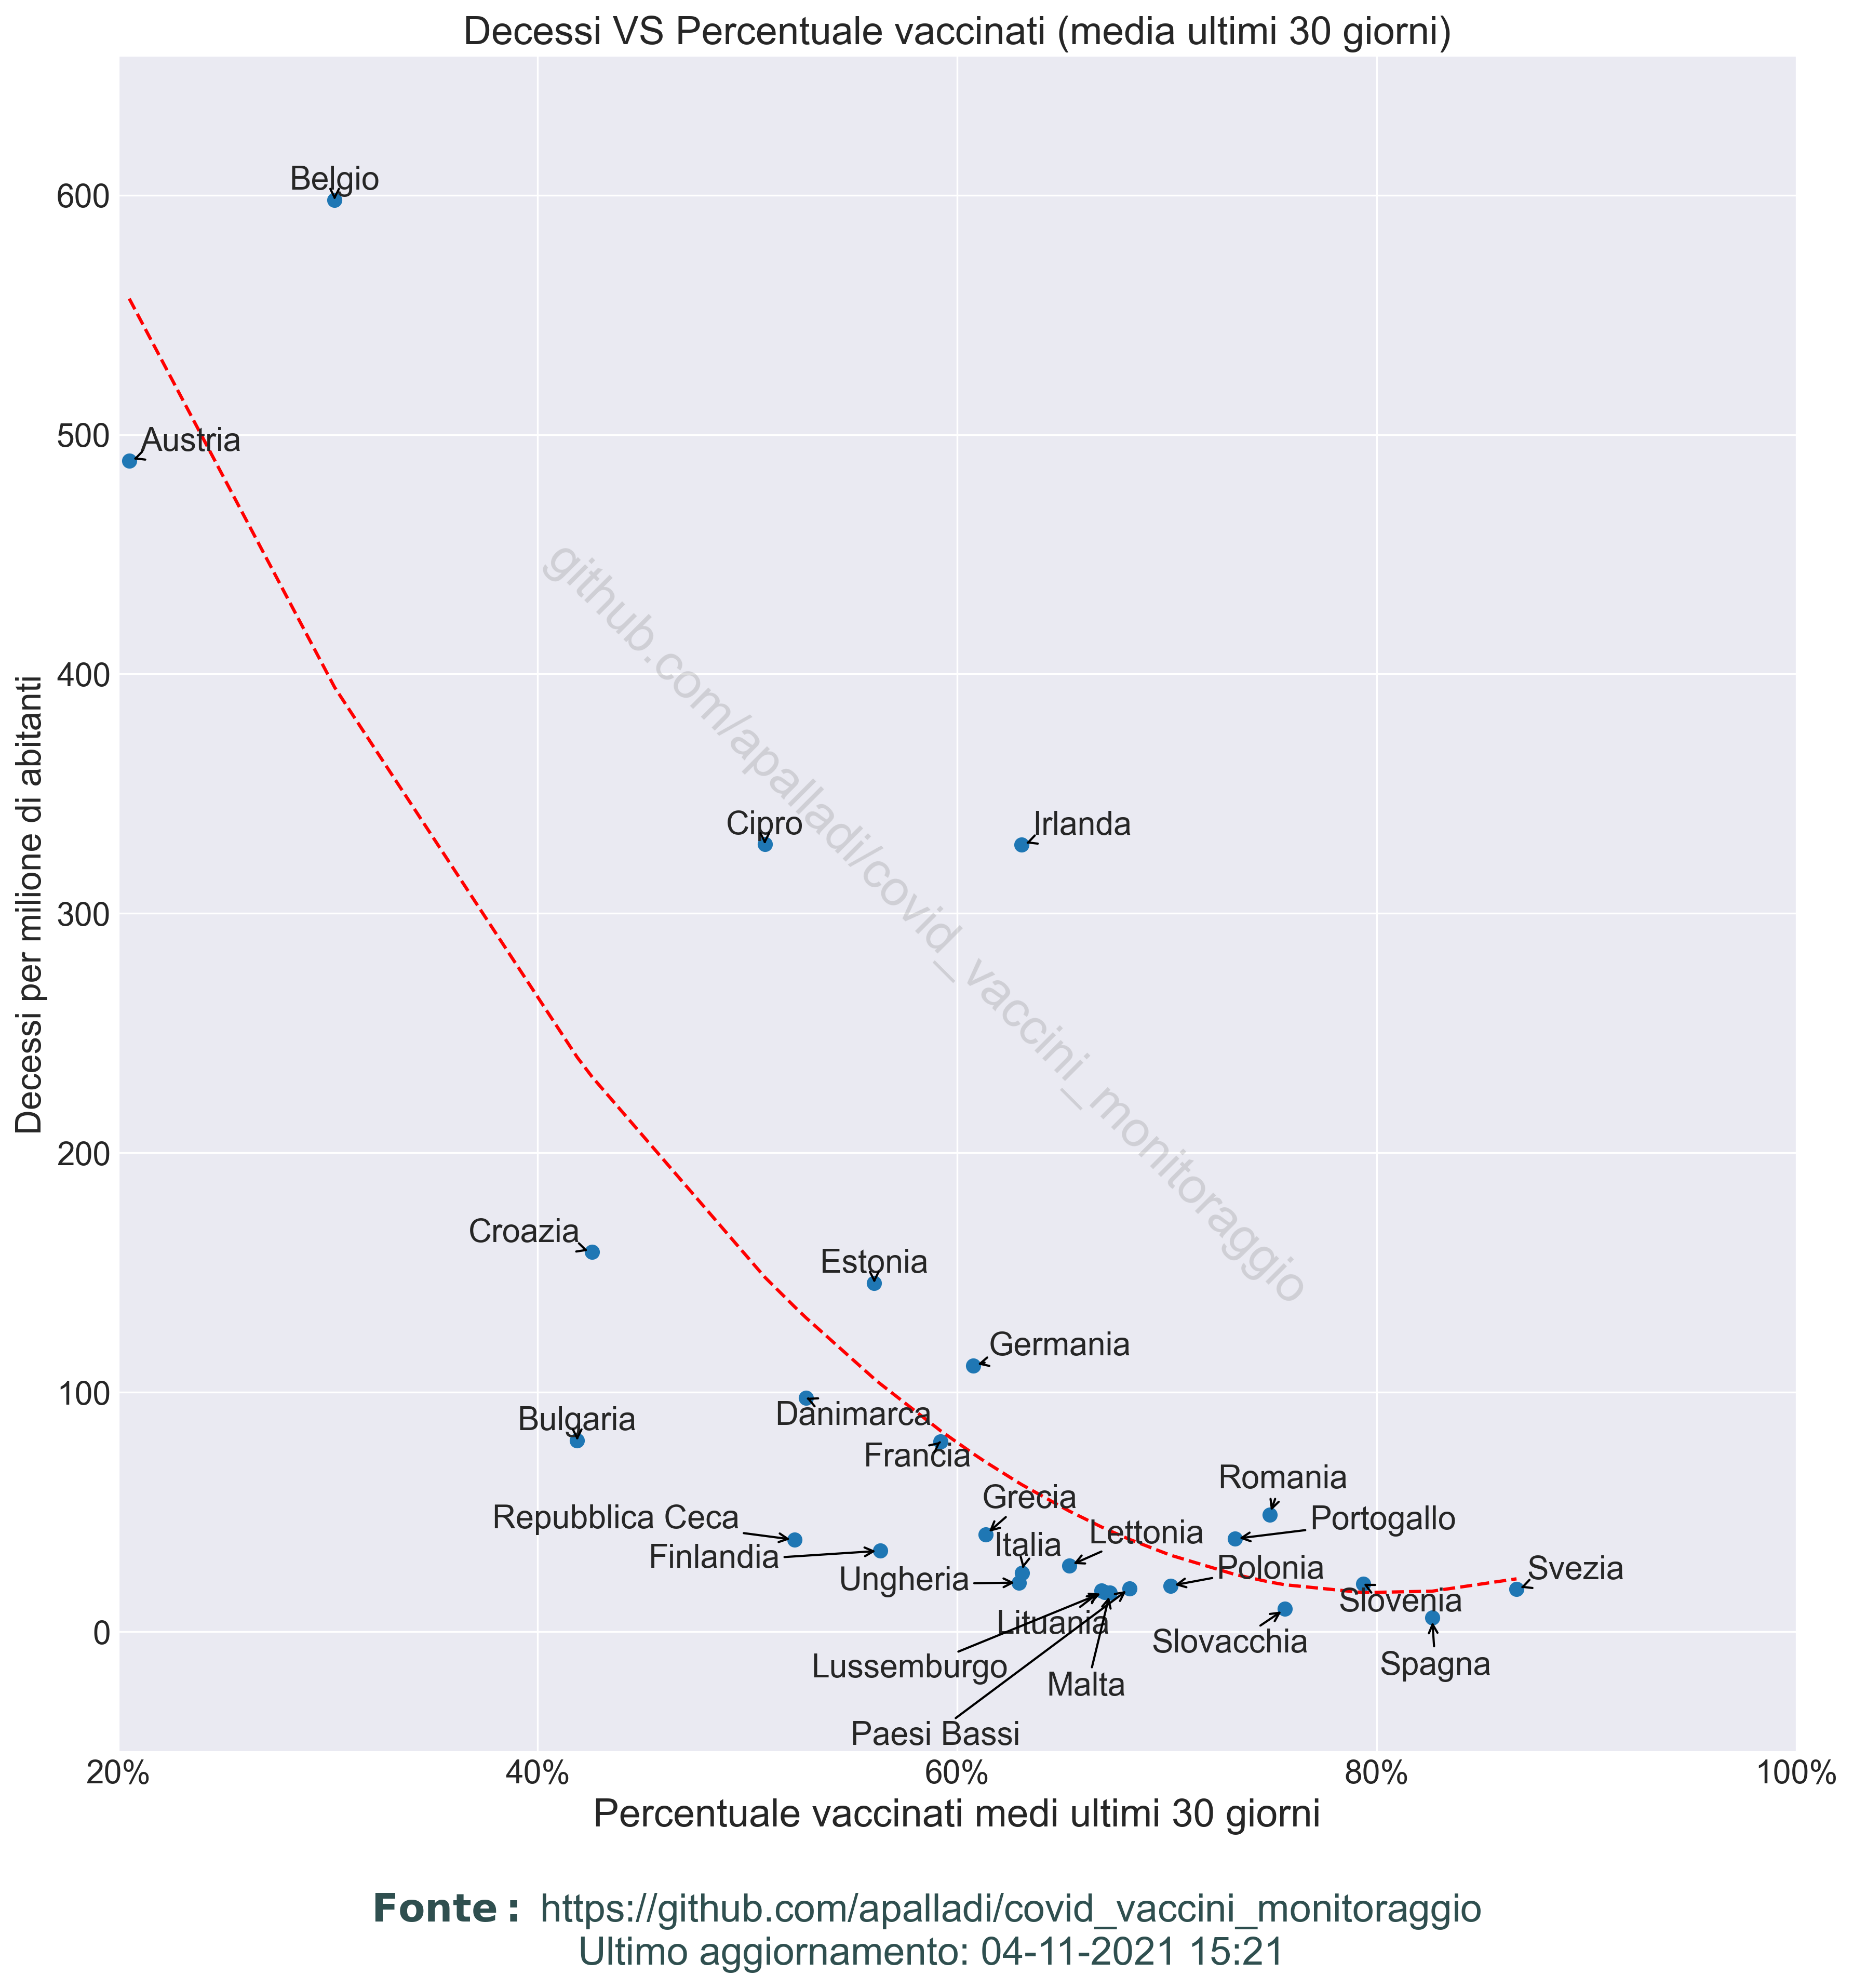 Decessi VS Percentuale vaccinati (media ultimi 30 giorni)
Belgio
600
500
Austria
400
Decessi per milione di abitanti
github.com/apalladi/covid_vaccini_monitoraggio
Cipro
Irlanda
300
200
Croazia
Estonia
Germania
100
Danimarca
Bulgaria
Francia
Romania
Grecia
Repubblica Ceca
Portogallo
Lettonia
Italia
Finlandia
Polonia
Svezia
Ungheria
Slovenia
Lituania
0
Slovacchia
Lussemburgo
Spagna
Malta
Paesi Bassi
20% 40% 60% 80% 100%
Percentuale vaccinati medi ultimi 30 giorni
Fonte: https://github.com/apalladi/covid_vaccini_monitoraggio
Ultimo aggiornamento: 04-11-2021 15:21